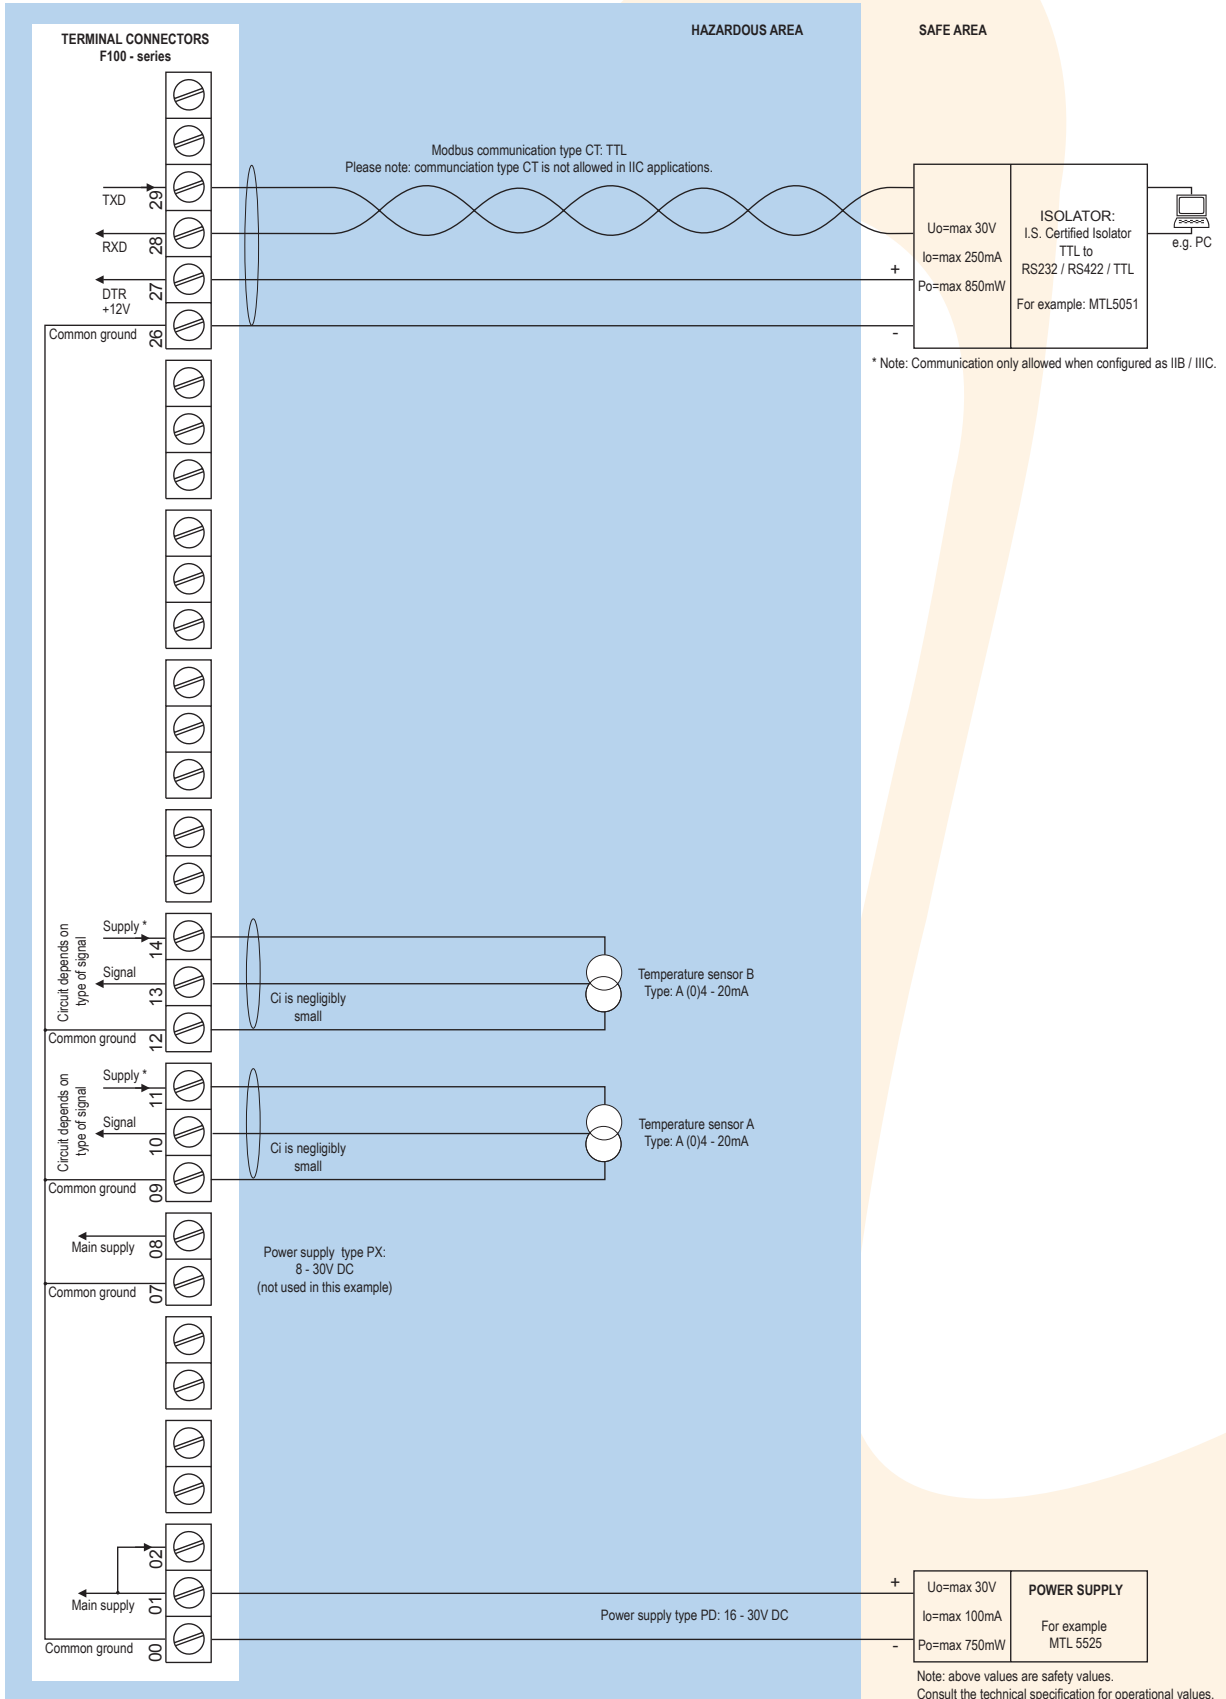 TERMINAL CONNECTORS
F100 - series
HAZARDOUS AREA
SAFE AREA
Modbus communication type CT: TTL
Please note: communciation type CT is not allowed in IIC applications.
TXD
29
RXD
28
DTR
+12V
27
Common ground
26
+
-
Uo=max 30V
Io=max 250mA
Po=max 850mW
ISOLATOR:
I.S. Certified Isolator
TTL to
RS232 / RS422 / TTL
For example: MTL5051
e.g. PC
* Note: Communication only allowed when configured as IIB / IIIC.
Circuit depends on
type of signal
Supply *
14
Signal
13
Common ground
12
Ci is negligibly
small
Temperature sensor B
Type: A (0)4 - 20mA
Circuit depends on
type of signal
Supply *
11
Signal
10
Common ground
09
Ci is negligibly
small
Temperature sensor A
Type: A (0)4 - 20mA
Main supply
08
Common ground
07
Power supply type PX:
8 - 30V DC
(not used in this example)
02
Main supply
01
Common ground
00
Power supply type PD: 16 - 30V DC
+
-
Uo=max 30V
Io=max 100mA
Po=max 750mW
POWER SUPPLY
For example
MTL 5525
Note: above values are safety values.
Consult the technical specification for operational values.